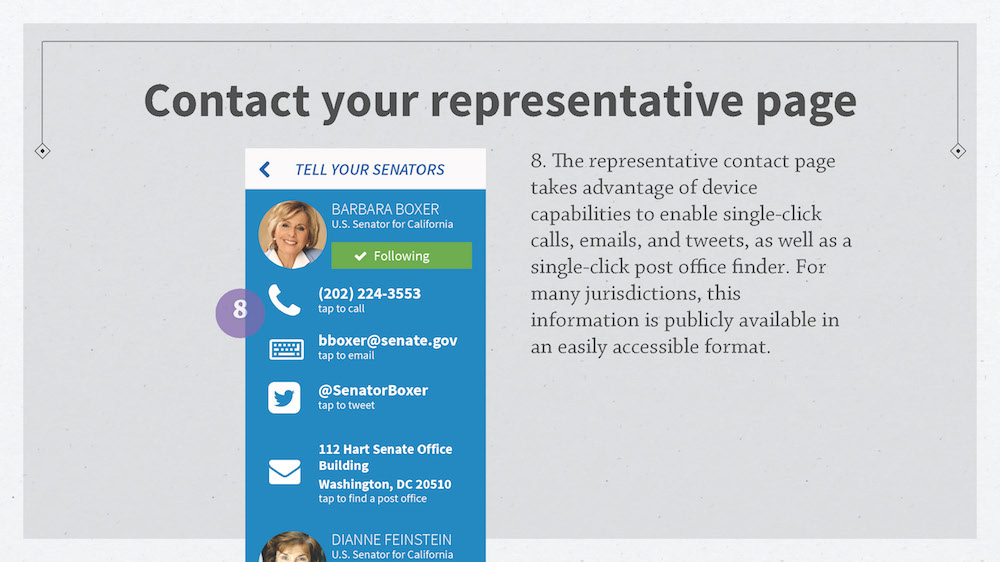 Contact your representative page
TELL YOUR SENATORS
BARBARA BOXER
U.S. Senator for California
Following
8
(202) 224-3553
tap to call
bboxer@senate.gov
tap to email
@SenatorBoxer
tap to tweet
112 Hart Senate Office
Building
Washington, DC 20510
tap to find a post office
DIANNE FEINSTEIN
U.S. Senator for California
8. The representative contact page
takes advantage of device
capabilities to enable single-click
calls, emails, and tweets, as well as a
single-click post office finder. For
many jurisdictions, this
information is publicly available in
an easily accessible format.